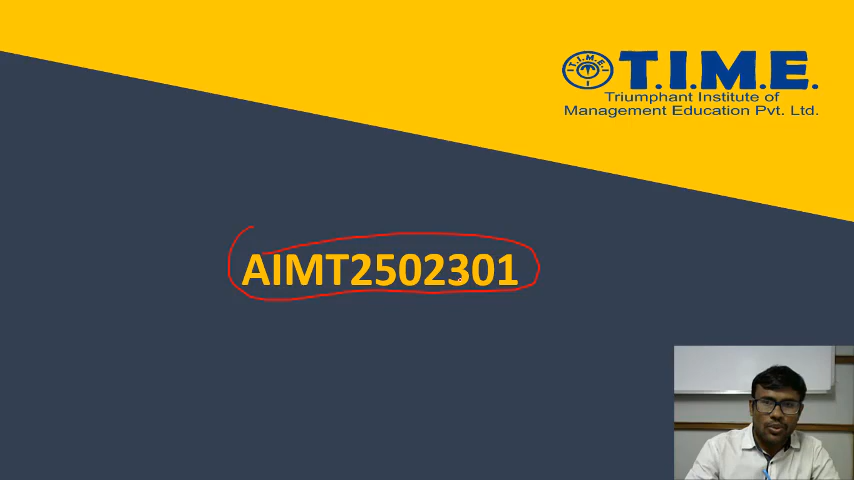 T.I.M.E.
T.I.M.E.
Triumphant Institute of
Management Education Pvt. Ltd.
AIMT2502301